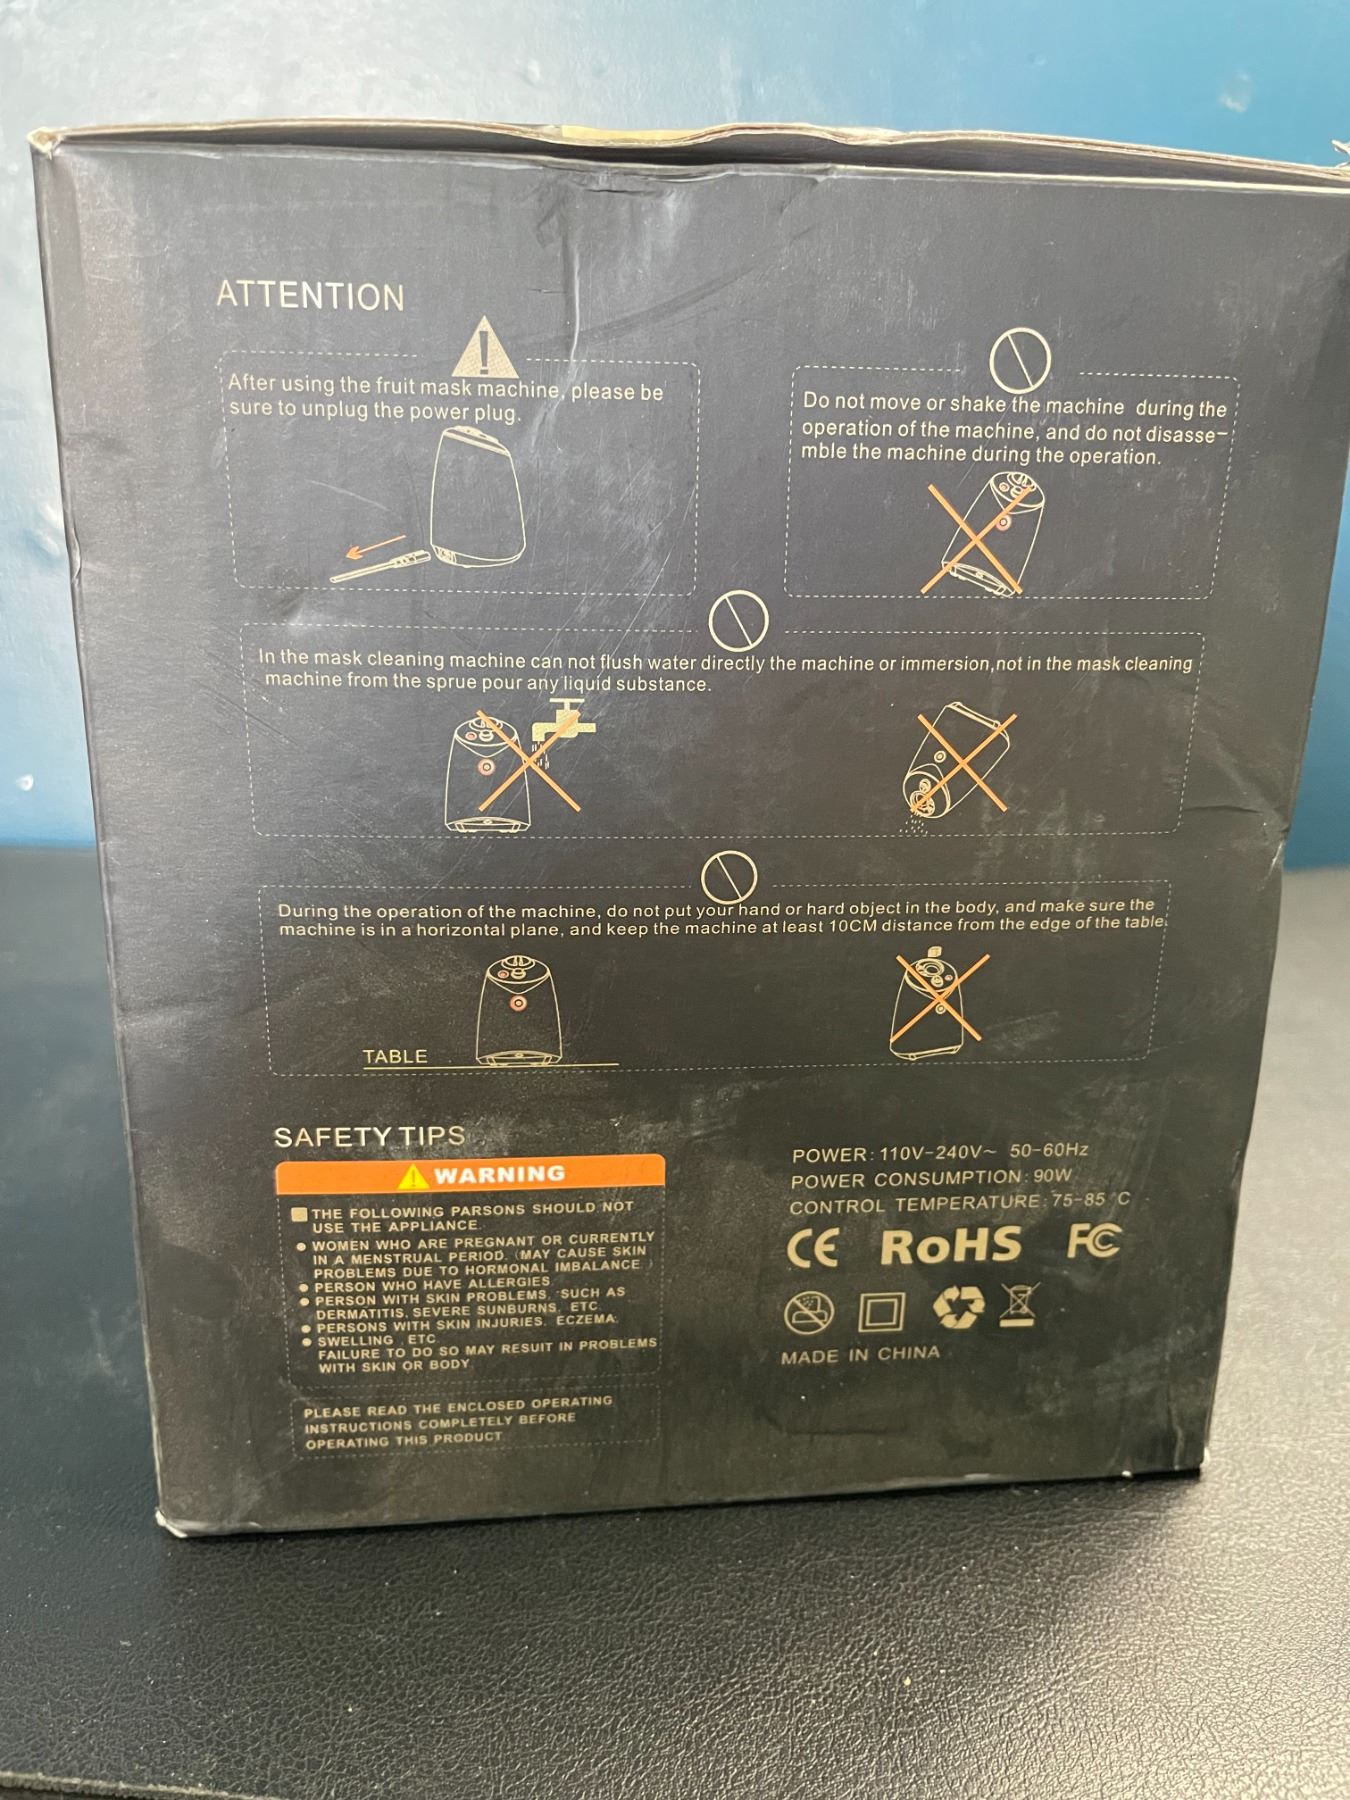 ATTENTION
After using the fruit mask machine, please be
sure to unplug the power plug.
Do not move or shake the machine during the
operation of the machine, and do not disasse-
mble the machine during the operation.
In the mask cleaning machine can not flush water directly the machine or immersion,not in the mask cleaning
machine from the sprue pour any liquid substance.
During the operation of the machine, do not put your hand or hard object in the body, and make sure the
machine is in a horizontal plane, and keep the machine at least 10CM distance from the edge of the table.
TABLE
SAFETY TIPS
WARNING
THE FOLLOWING PARSONS SHOULD NOT
USE THE APPLIANCE.
● WOMEN WHO ARE PREGNANT OR CURRENTLY
IN A MENSTRUAL PERIOD. (MAY CAUSE SKIN
PROBLEMS DUE TO HORMONAL IMBALANCE.)
● PERSON WHO HAVE ALLERGIES
● PERSON WITH SKIN PROBLEMS, SUCH AS
DERMATITIS, SEVERE SUNBURNS, ETC.
● PERSONS WITH SKIN INJURIES. ECZEMA.
● SWELLING . ETC.
FAILURE TO DO SO MAY RESUIT IN PROBLEMS
WITH SKIN OR BODY.
PLEASE READ THE ENCLOSED OPERATING
INSTRUCTIONS COMPLETELY BEFORE
OPERATING THIS PRODUCT
POWER: 110V-240V~ 50-60Hz
POWER CONSUMPTION: 90W
CONTROL TEMPERATURE: 75-85°C
CE RoHS FC
MADE IN CHINA